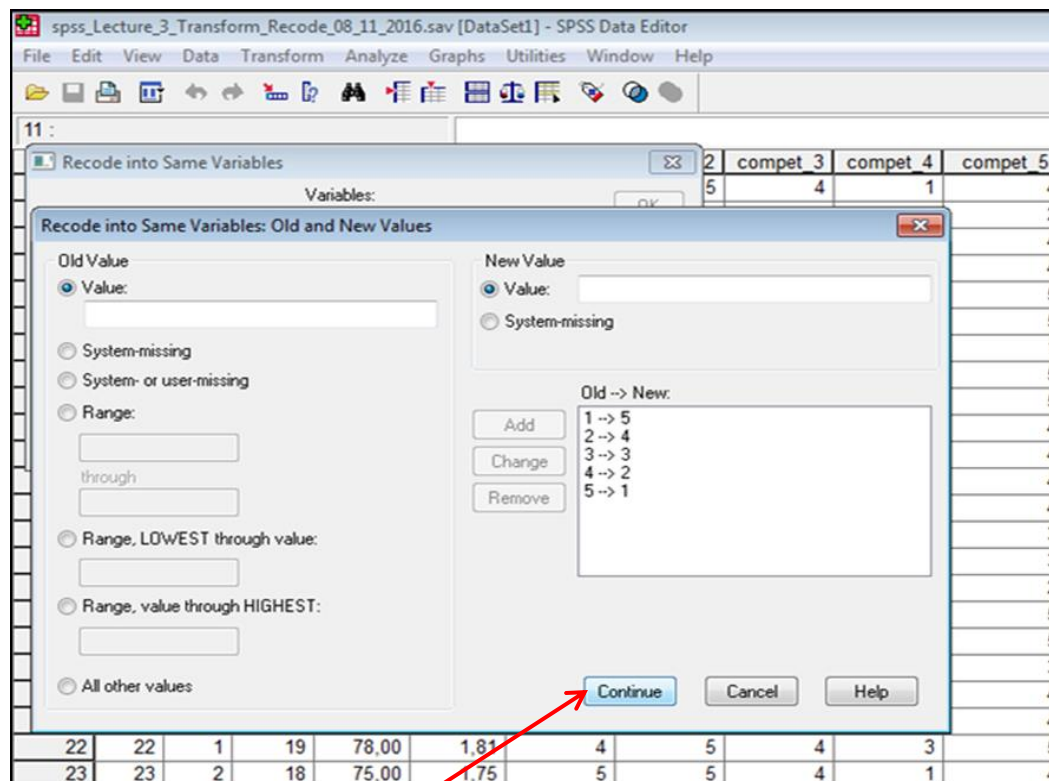 spss_Lecture_3_Transform_Recode_08_11_2016.sav [DataSet1] - SPSS Data Editor
File Edit View Data Transform Analyze Graphs Utilities Window Help
11 :
Recode into Same Variables
2 compet_3 compet_4 compet_5
Variables:
OK
5 4 1
Recode into Same Variables: Old and New Values
Old Value
Value:
System-missing
System- or user-missing
Range:
through
Range, LOWEST through value:
Range, value through HIGHEST:
All other values
New Value
Value:
System-missing
Old --> New:
Add
Change
Remove
1 --> 5
2 --> 4
3 --> 3
4 --> 2
5 --> 1
Continue Cancel Help
22 22 1 19 78,00 1,81 4 5 4 3
23 23 2 18 75,00 1,75 5 5 4 1